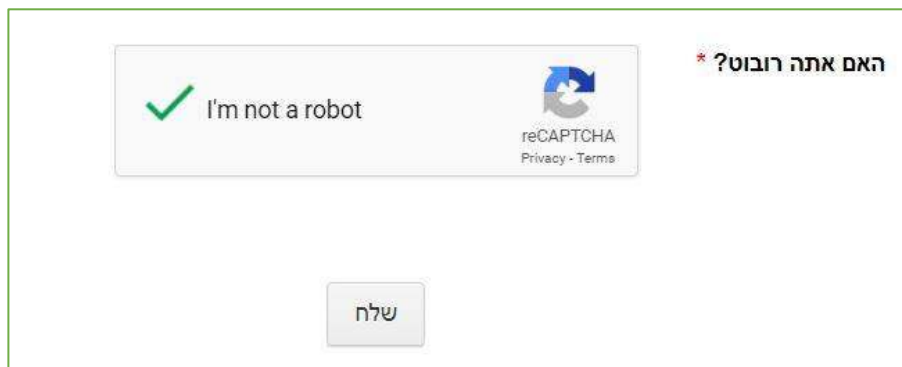 האם אתה רובוט? *
I'm not a robot
reCAPTCHA
Privacy - Terms
שלח